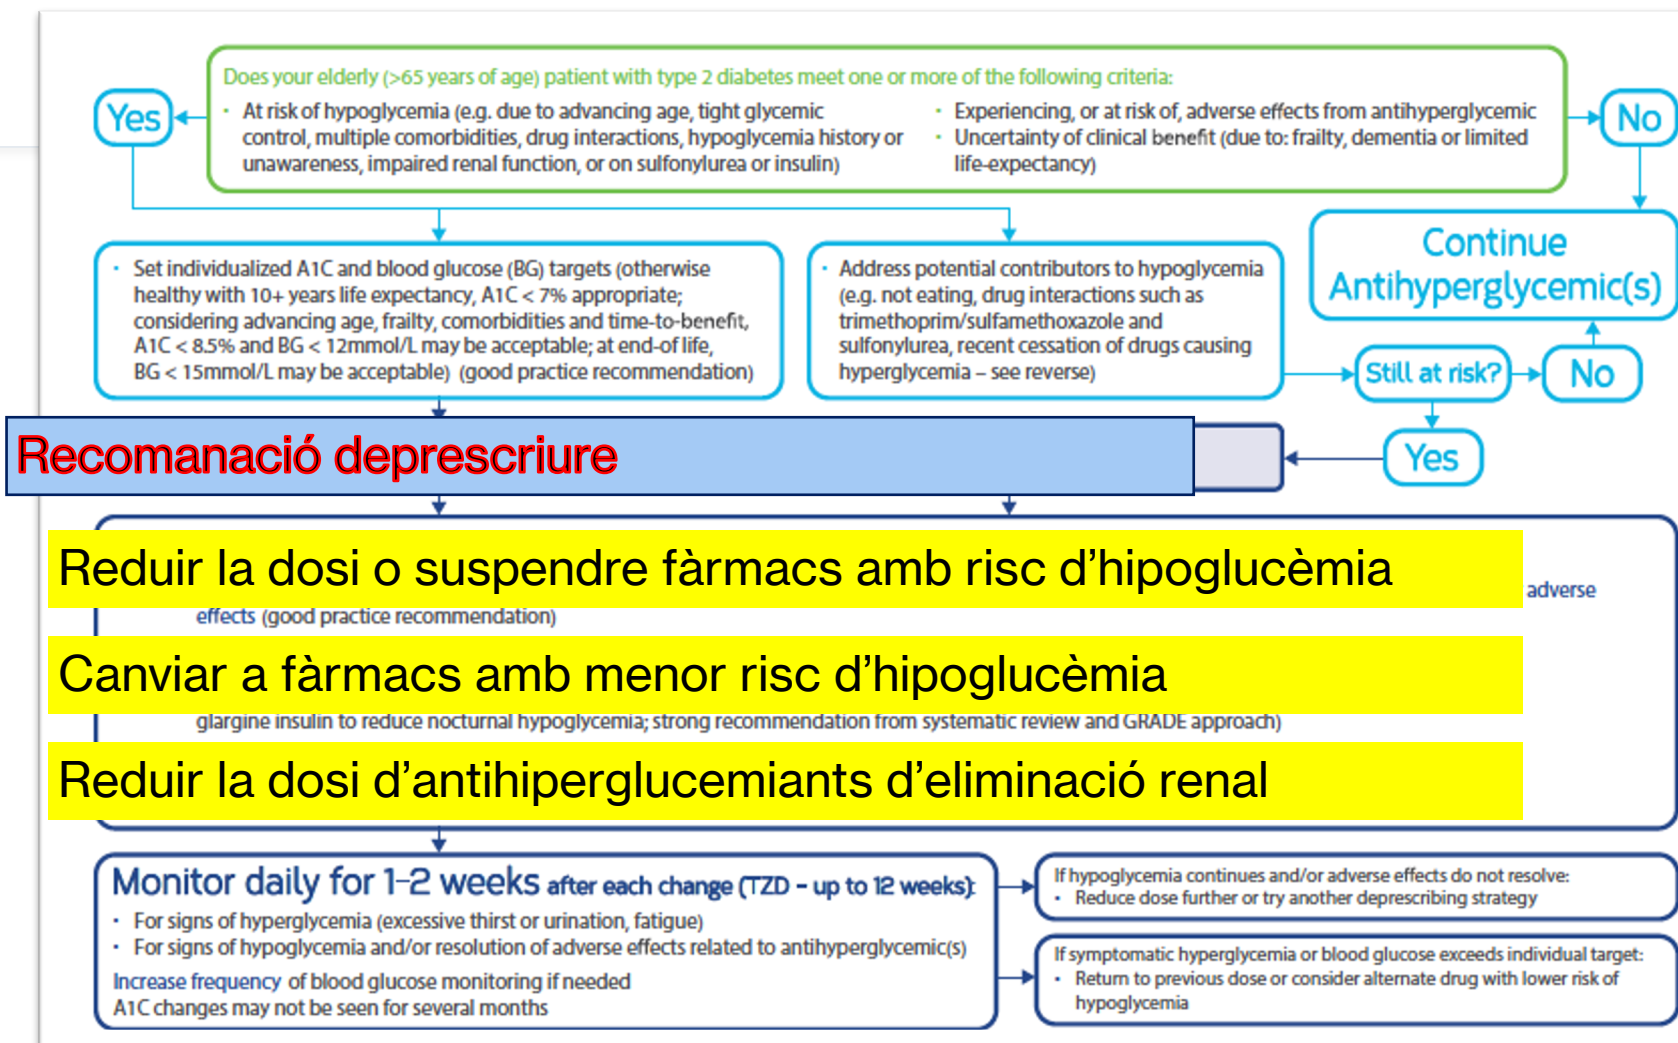 Does your elderly (>65 years of age) patient with type 2 diabetes meet one or more of the following criteria:
Yes
· At risk of hypoglycemia (e.g. due to advancing age, tight glycemic
control, multiple comorbidities, drug interactions, hypoglycemia history or
unawareness, impaired renal function, or on sulfonylurea or insulin)
· Experiencing, or at risk of, adverse effects from antihyperglycemic
· Uncertainty of clinical benefit (due to: frailty, dementia or limited
life-expectancy)
No
· Set individualized A1C and blood glucose (BG) targets (otherwise
healthy with 10+ years life expectancy, A1C < 7% appropriate;
considering advancing age, frailty, comorbidities and time-to-benefit,
A1C < 8.5% and BG < 12mmol/L may be acceptable; at end-of life,
BG < 15mmol/L may be acceptable) (good practice recommendation)
· Address potential contributors to hypoglycemia
(e.g. not eating, drug interactions such as
trimethoprim/sulfamethoxazole and
sulfonylurea, recent cessation of drugs causing
hyperglycemia – see reverse)
Continue
Antihyperglycemic(s)
Still at risk?
No
Yes
Recomanació deprescriure
Reduir la dosi o suspendre fàrmacs amb risc d'hipoglucèmia
adverse
effects (good practice recommendation)
Canviar a fàrmacs amb menor risc d'hipoglucèmia
glargine insulin to reduce nocturnal hypoglycemia; strong recommendation from systematic review and GRADE approach)
Reduir la dosi d'antihiperglucemiants d'eliminació renal
Monitor daily for 1-2 weeks after each change (TZD – up to 12 weeks):
· For signs of hyperglycemia (excessive thirst or urination, fatigue)
· For signs of hypoglycemia and/or resolution of adverse effects related to antihyperglycemic(s)
Increase frequency of blood glucose monitoring if needed
A1C changes may not be seen for several months
If hypoglycemia continues and/or adverse effects do not resolve:
· Reduce dose further or try another deprescribing strategy
If symptomatic hyperglycemia or blood glucose exceeds individual target:
· Return to previous dose or consider alternate drug with lower risk of
hypoglycemia